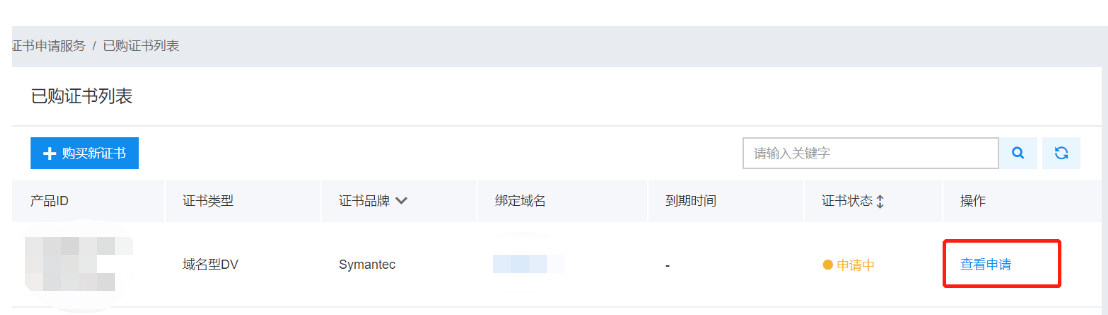 证书申请服务 / 已购证书列表
已购证书列表
购买新证书 请输入关键字
产品ID 证书类型 证书品牌 绑定域名 到期时间 证书状态 操作
域名型DV Symantec - 申请中 查看申请